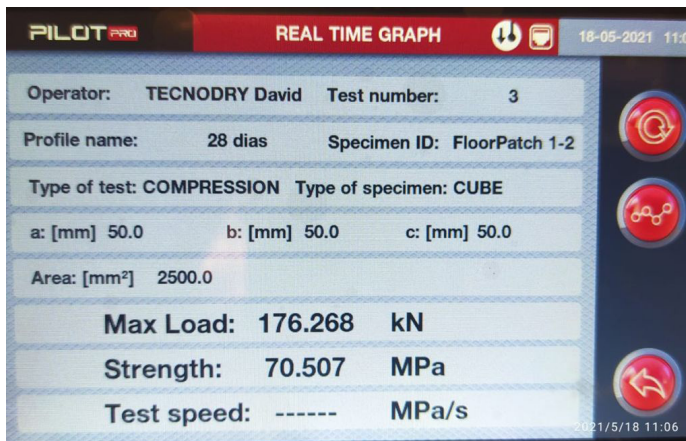 PILOT PRO REAL TIME GRAPH 18-05-2021 11:0
Operator: TECNODRY David Test number: 3
Profile name: 28 dias Specimen ID: FloorPatch 1-2
Type of test: COMPRESSION Type of specimen: CUBE
a: [mm] 50.0 b: [mm] 50.0 c: [mm] 50.0
Area: [mm²] 2500.0
Max Load: 176.268 kN
Strength: 70.507 MPa
Test speed: ------ MPa/s
2021/5/18 11:06